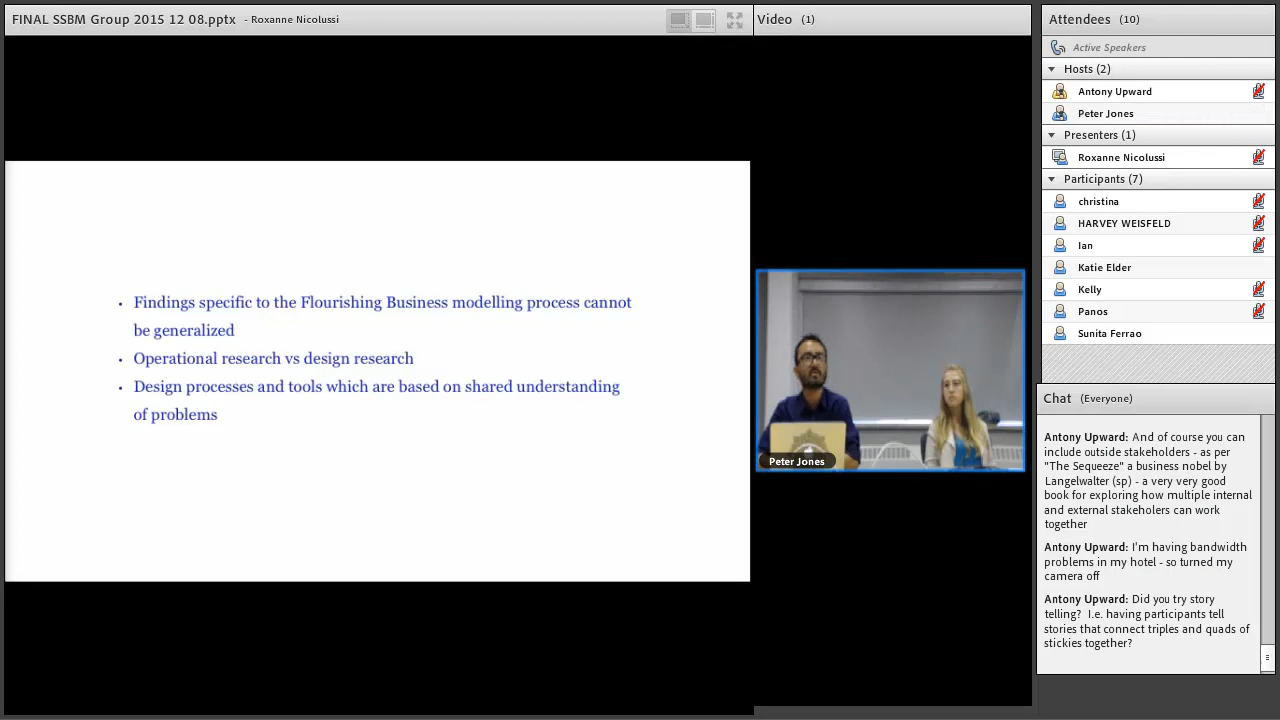 FINAL SSBM Group 2015 12 08.pptx - Roxanne Nicolussi
Findings specific to the Flourishing Business modelling process cannot
be generalized
Operational research vs design research
Design processes and tools which are based on shared understanding
of problems
Video (1)
Peter Jones
Attendees (10)
Active Speakers
Hosts (2)
Antony Upward
Peter Jones
Presenters (1)
Roxanne Nicolussi
Participants (7)
christina
HARVEY WEISFELD
Ian
Katie Elder
Kelly
Panos
Sunita Ferrao
Chat (Everyone)
Antony Upward: And of course you can
include outside stakeholders - as per
"The Sequeeze" a business nobel by
Langelwalter (sp) - a very very good
book for exploring how multiple internal
and external stakeholers can work
together
Antony Upward: I'm having bandwidth
problems in my hotel - so turned my
camera off
Antony Upward: Did you try story
telling? I.e. having participants tell
stories that connect triples and quads of
stickies together?